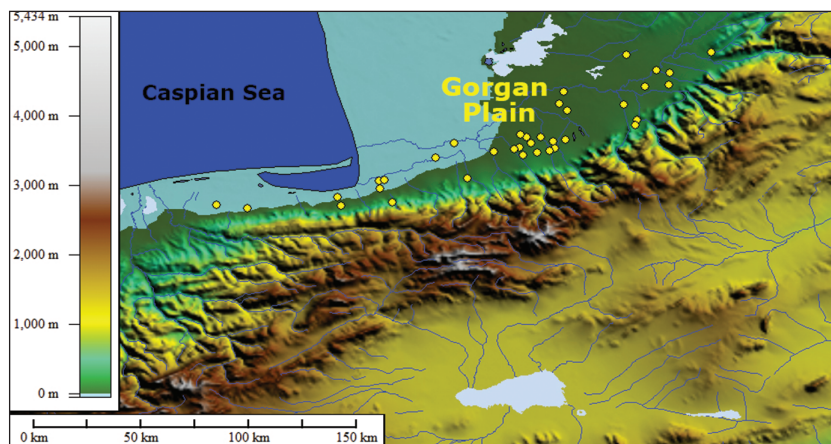 5,434 m
5,000 m
4,000 m
3,000 m
2,000 m
1,000 m
0 m
Caspian Sea
Gorgan
Plain
0 km
50 km
100 km
150 km